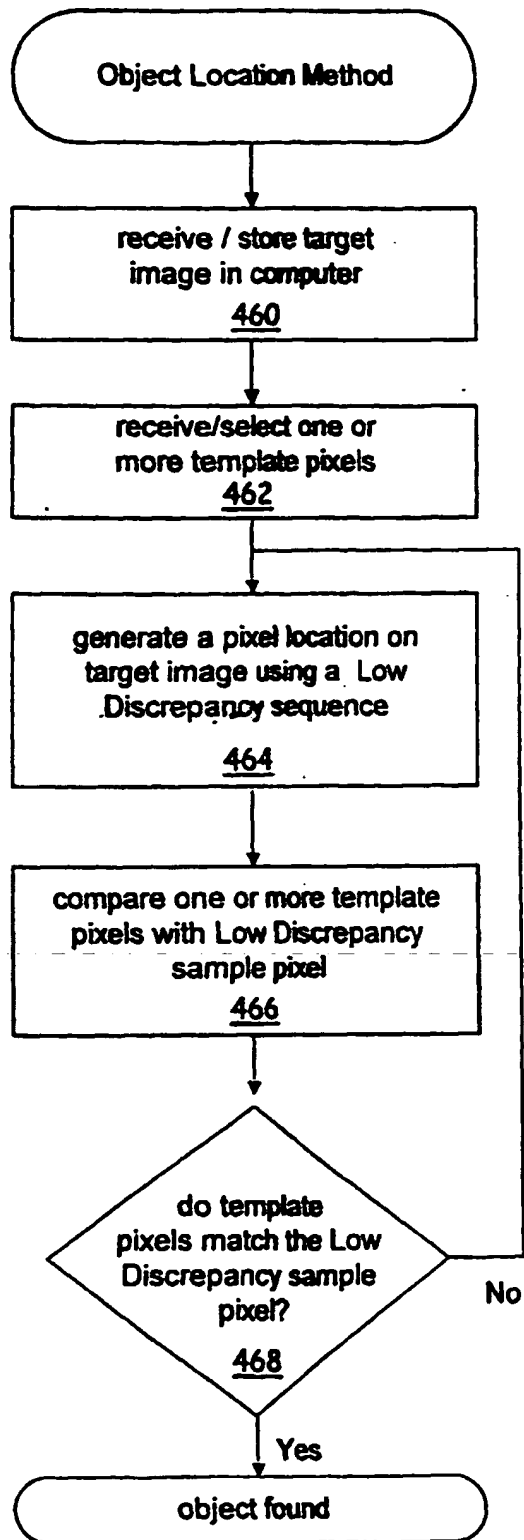 Object Location Method
receive / store target
image in computer
460
receive/select one or
more template pixels
462
generate a pixel location on
target image using a Low
Discrepancy sequence
464
compare one or more template
pixels with Low Discrepancy
sample pixel
466
do template
pixels match the Low
Discrepancy sample
pixel?
468
No
Yes
object found